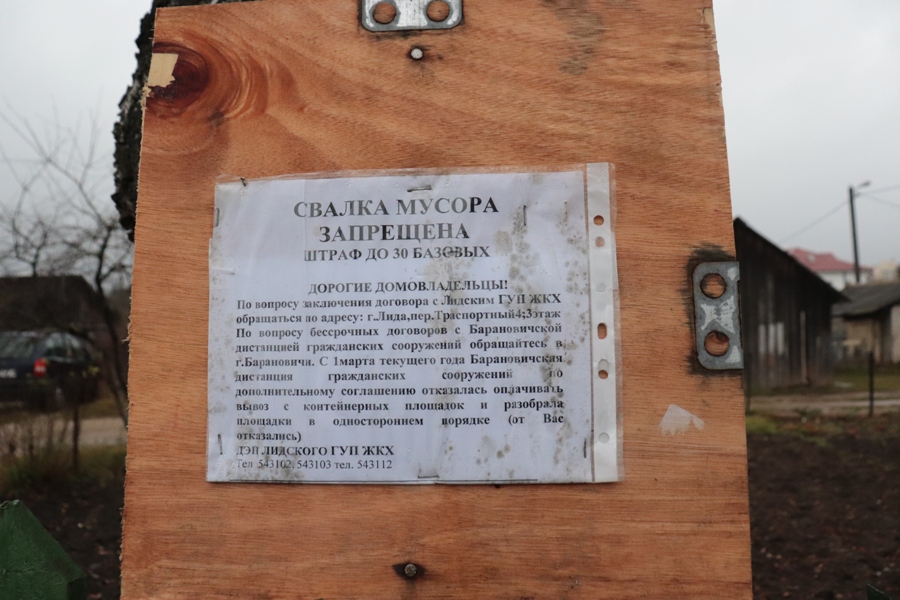 СВАЛКА МУСОРА
ЗАПРЕЩЕНА
ШТРАФ ДО 30 БАЗОВЫХ
ДОРОГИЕ ДОМОВЛАДЕЛЬЦЫ!
По вопросу заключения договора с Лидским ГУП ЖКХ
обращаться по адресу: г.Лида,пер.Траспортный4;3этаж
По вопросу бессрочных договоров с Барановичской
дистанцией гражданских сооружений обращайтесь в
г.Барановичи. С 1марта текущего года Барановичская
дистанция гражданских сооружений по
дополнительному соглашению отказалась оплачивать
вывоз с контейнерных площадок и разобрала
площадки в одностороннем порядке (от Вас
отказались)
ДЭП ЛИДСКОГО ГУП ЖКХ
Тел 543102, 543103 тел. 543112